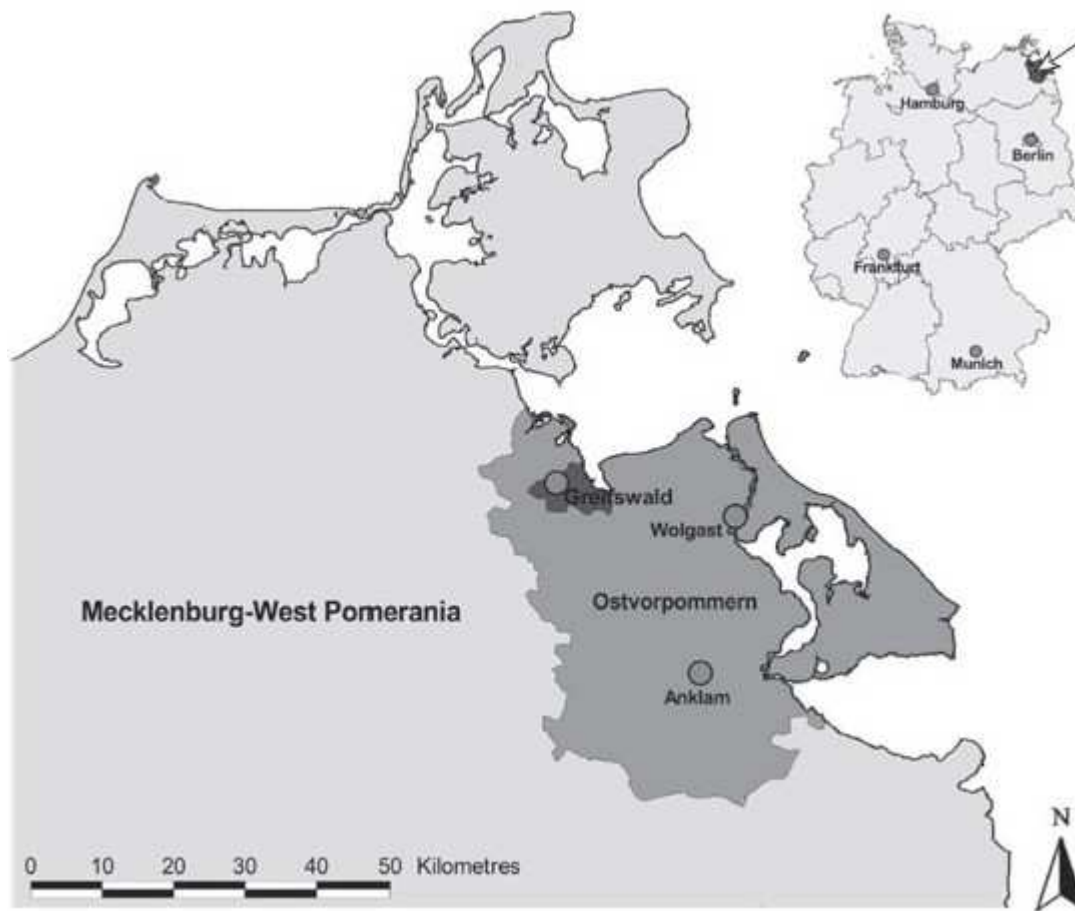 Hamburg
Berlin
Frankfurt
Munich
Greifswald
Wolgast
Mecklenburg-West Pomerania
Ostvorpommern
Anklam
N
0 10 20 30 40 50 Kilometres